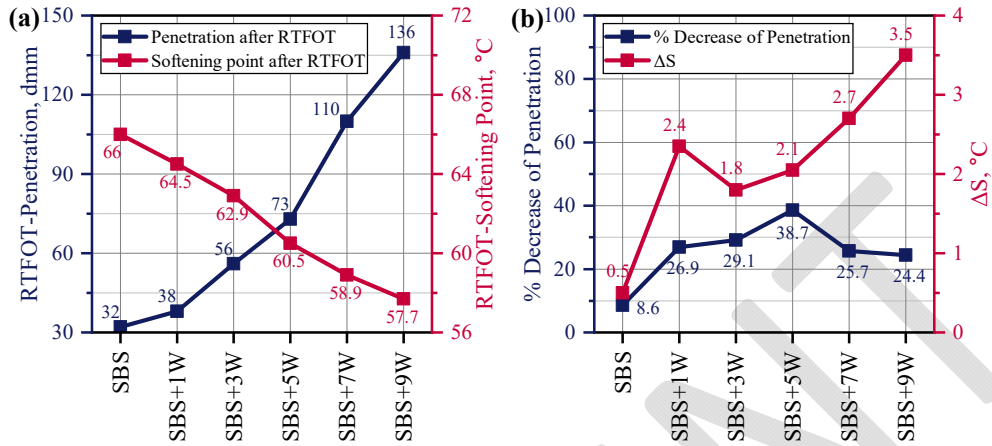 (a)
Penetration after RTFOT
Softening point after RTFOT
RTFOT-Penetration, dmm
150
120
90
60
30
RTFOT-Softening Point, °C
72
68
64
60
56
32
38
56
73
110
136
66
64.5
62.9
60.5
58.9
57.7
SBS
SBS+1W
SBS+3W
SBS+5W
SBS+7W
SBS+9W
(b)
% Decrease of Penetration
ΔS
% Decrease of Penetration
100
80
60
40
20
0
ΔS, °C
4
3
2
1
0
0.5
2.4
1.8
2.1
2.7
3.5
8.6
26.9
29.1
38.7
25.7
24.4
SBS
SBS+1W
SBS+3W
SBS+5W
SBS+7W
SBS+9W